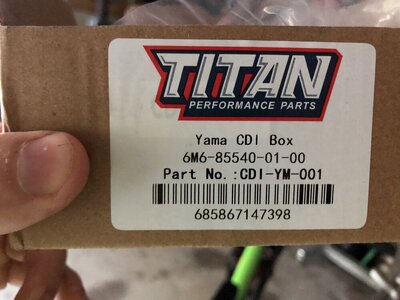 TITAN
PERFORMANCE PARTS
Yama CDI Box
6M6-85540-01-00
Part No.:CDI-YM-001
685867147398